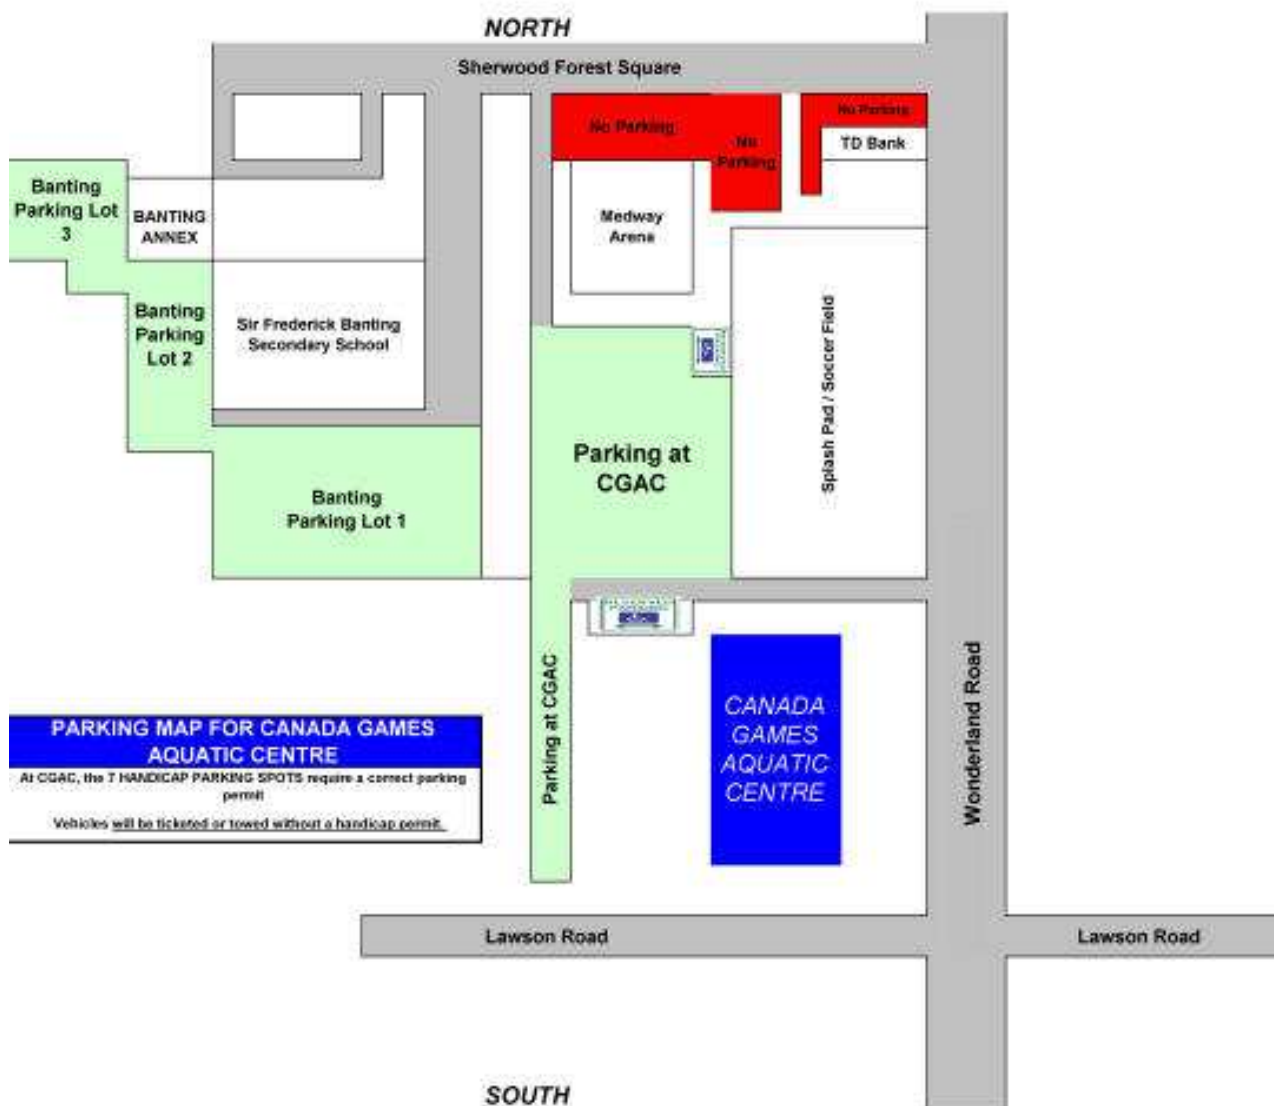 NORTH
Sherwood Forest Square
No Parking
No
Parking
No Parking
TD Bank
Banting
Parking Lot
3
BANTING
ANNEX
Medway
Arena
Banting
Parking
Lot 2
Sir Frederick Banting
Secondary School
Splash Pad / Soccer Field
Parking at
CGAC
Banting
Parking Lot 1
Parking at CGAC
CANADA
GAMES
AQUATIC
CENTRE
Wonderland Road
PARKING MAP FOR CANADA GAMES
AQUATIC CENTRE
At CGAC, the 7 HANDICAP PARKING SPOTS require a correct parking
permit
Vehicles will be ticketed or towed without a handicap permit.
Lawson Road
Lawson Road
SOUTH